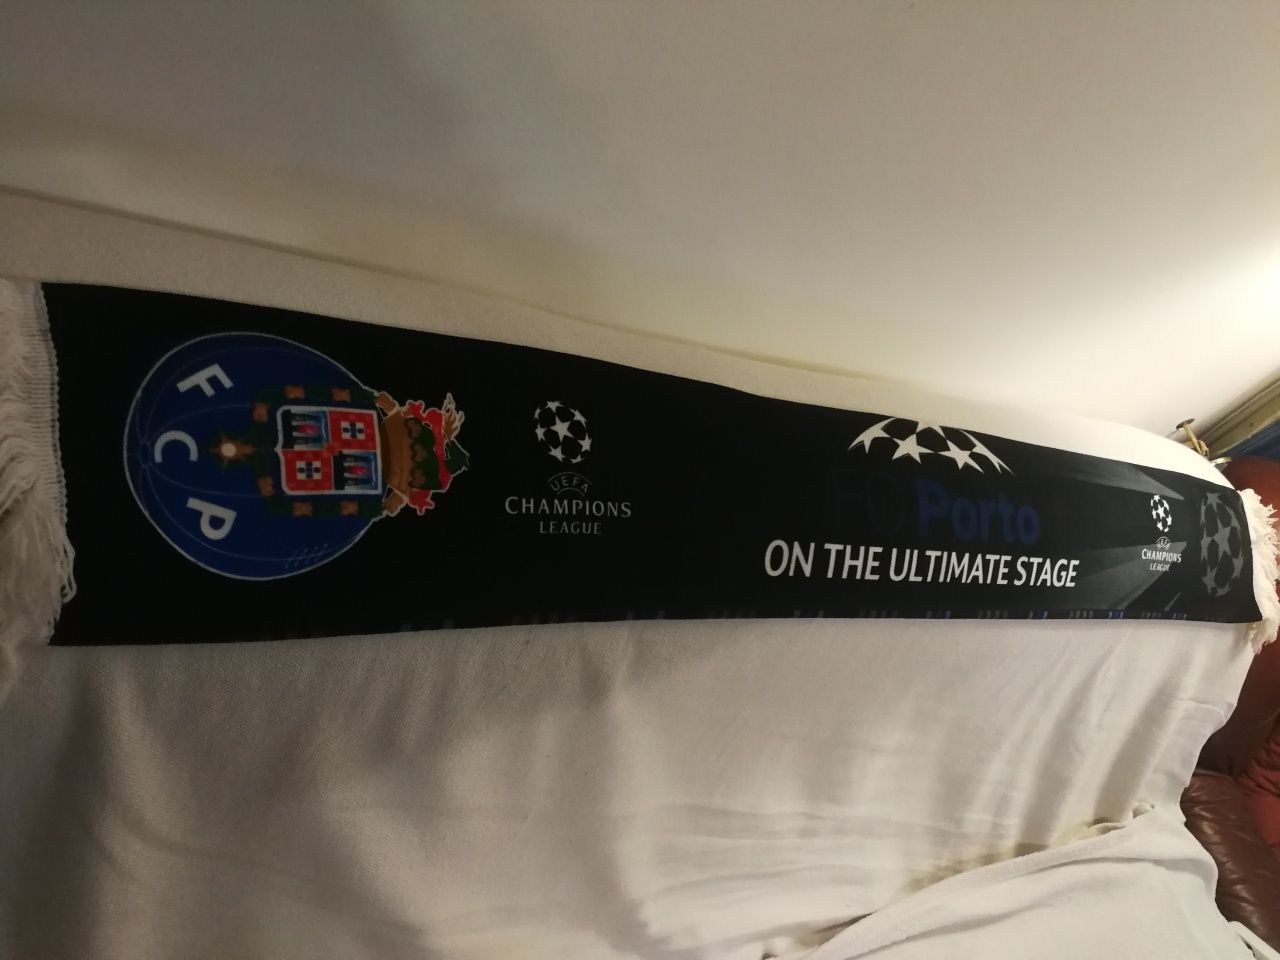 F C P
UEFA
CHAMPIONS
LEAGUE
FC Porto
ON THE ULTIMATE STAGE
UEFA
CHAMPIONS
LEAGUE